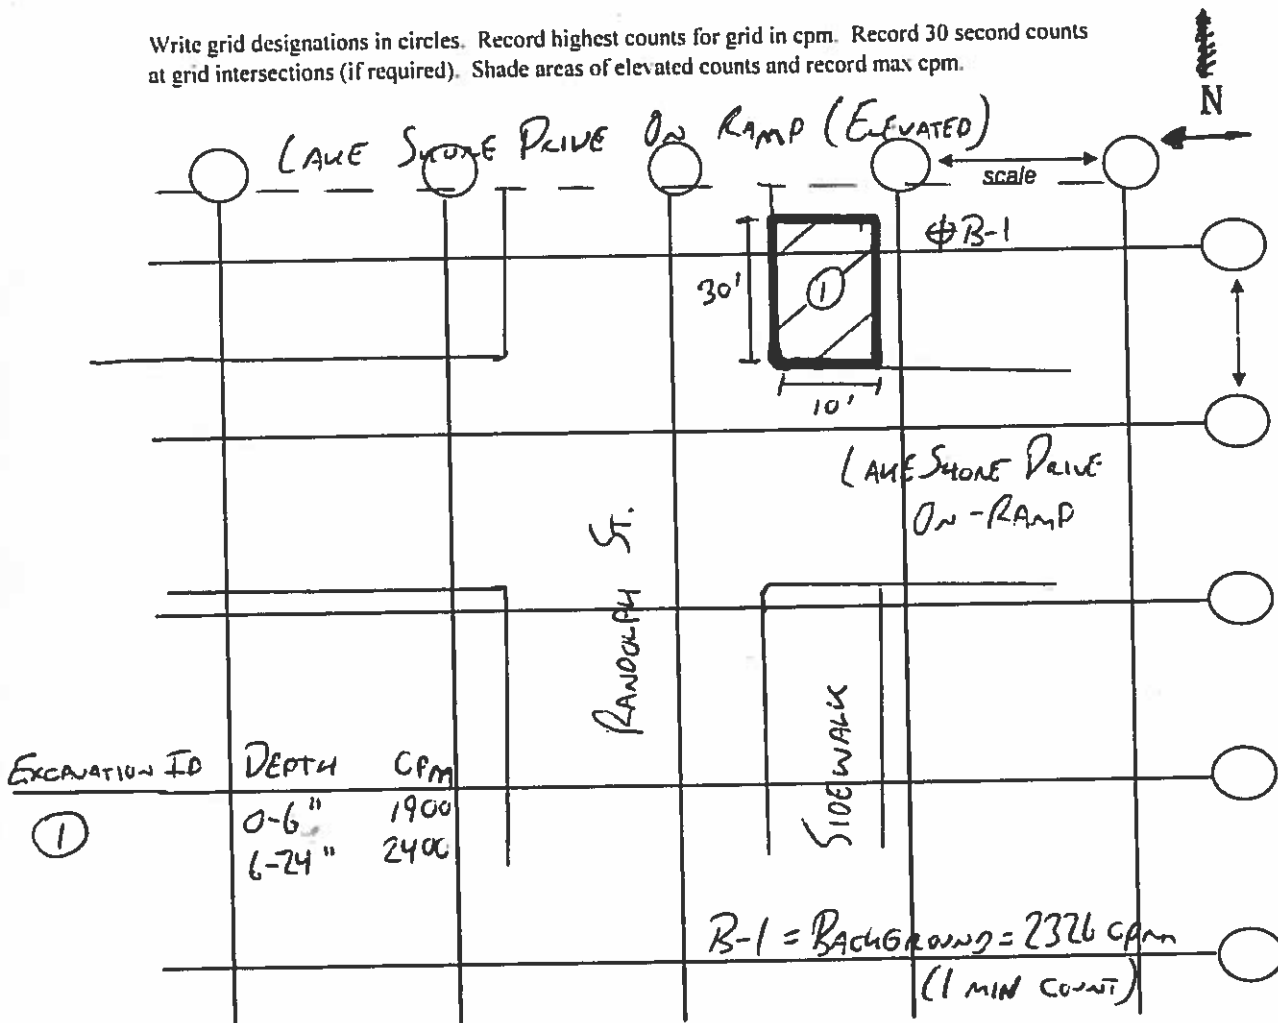 Write grid designations in circles. Record highest counts for grid in cpm. Record 30 second counts
at grid intersections (if required). Shade areas of elevated counts and record max cpm.
N
LAKE SHORE DRIVE ON RAMP (ELEVATED)
scale
B-1
30'
1
10'
LAKE SHORE DRIVE
ON-RAMP
RANDOLPH ST.
SIDEWALK
EXCAVATION ID DEPTH CPM
1 0-6" 1900
6-24" 2400
B-1 = BACKGROUND = 2326 cpm
(1 MIN COUNT)